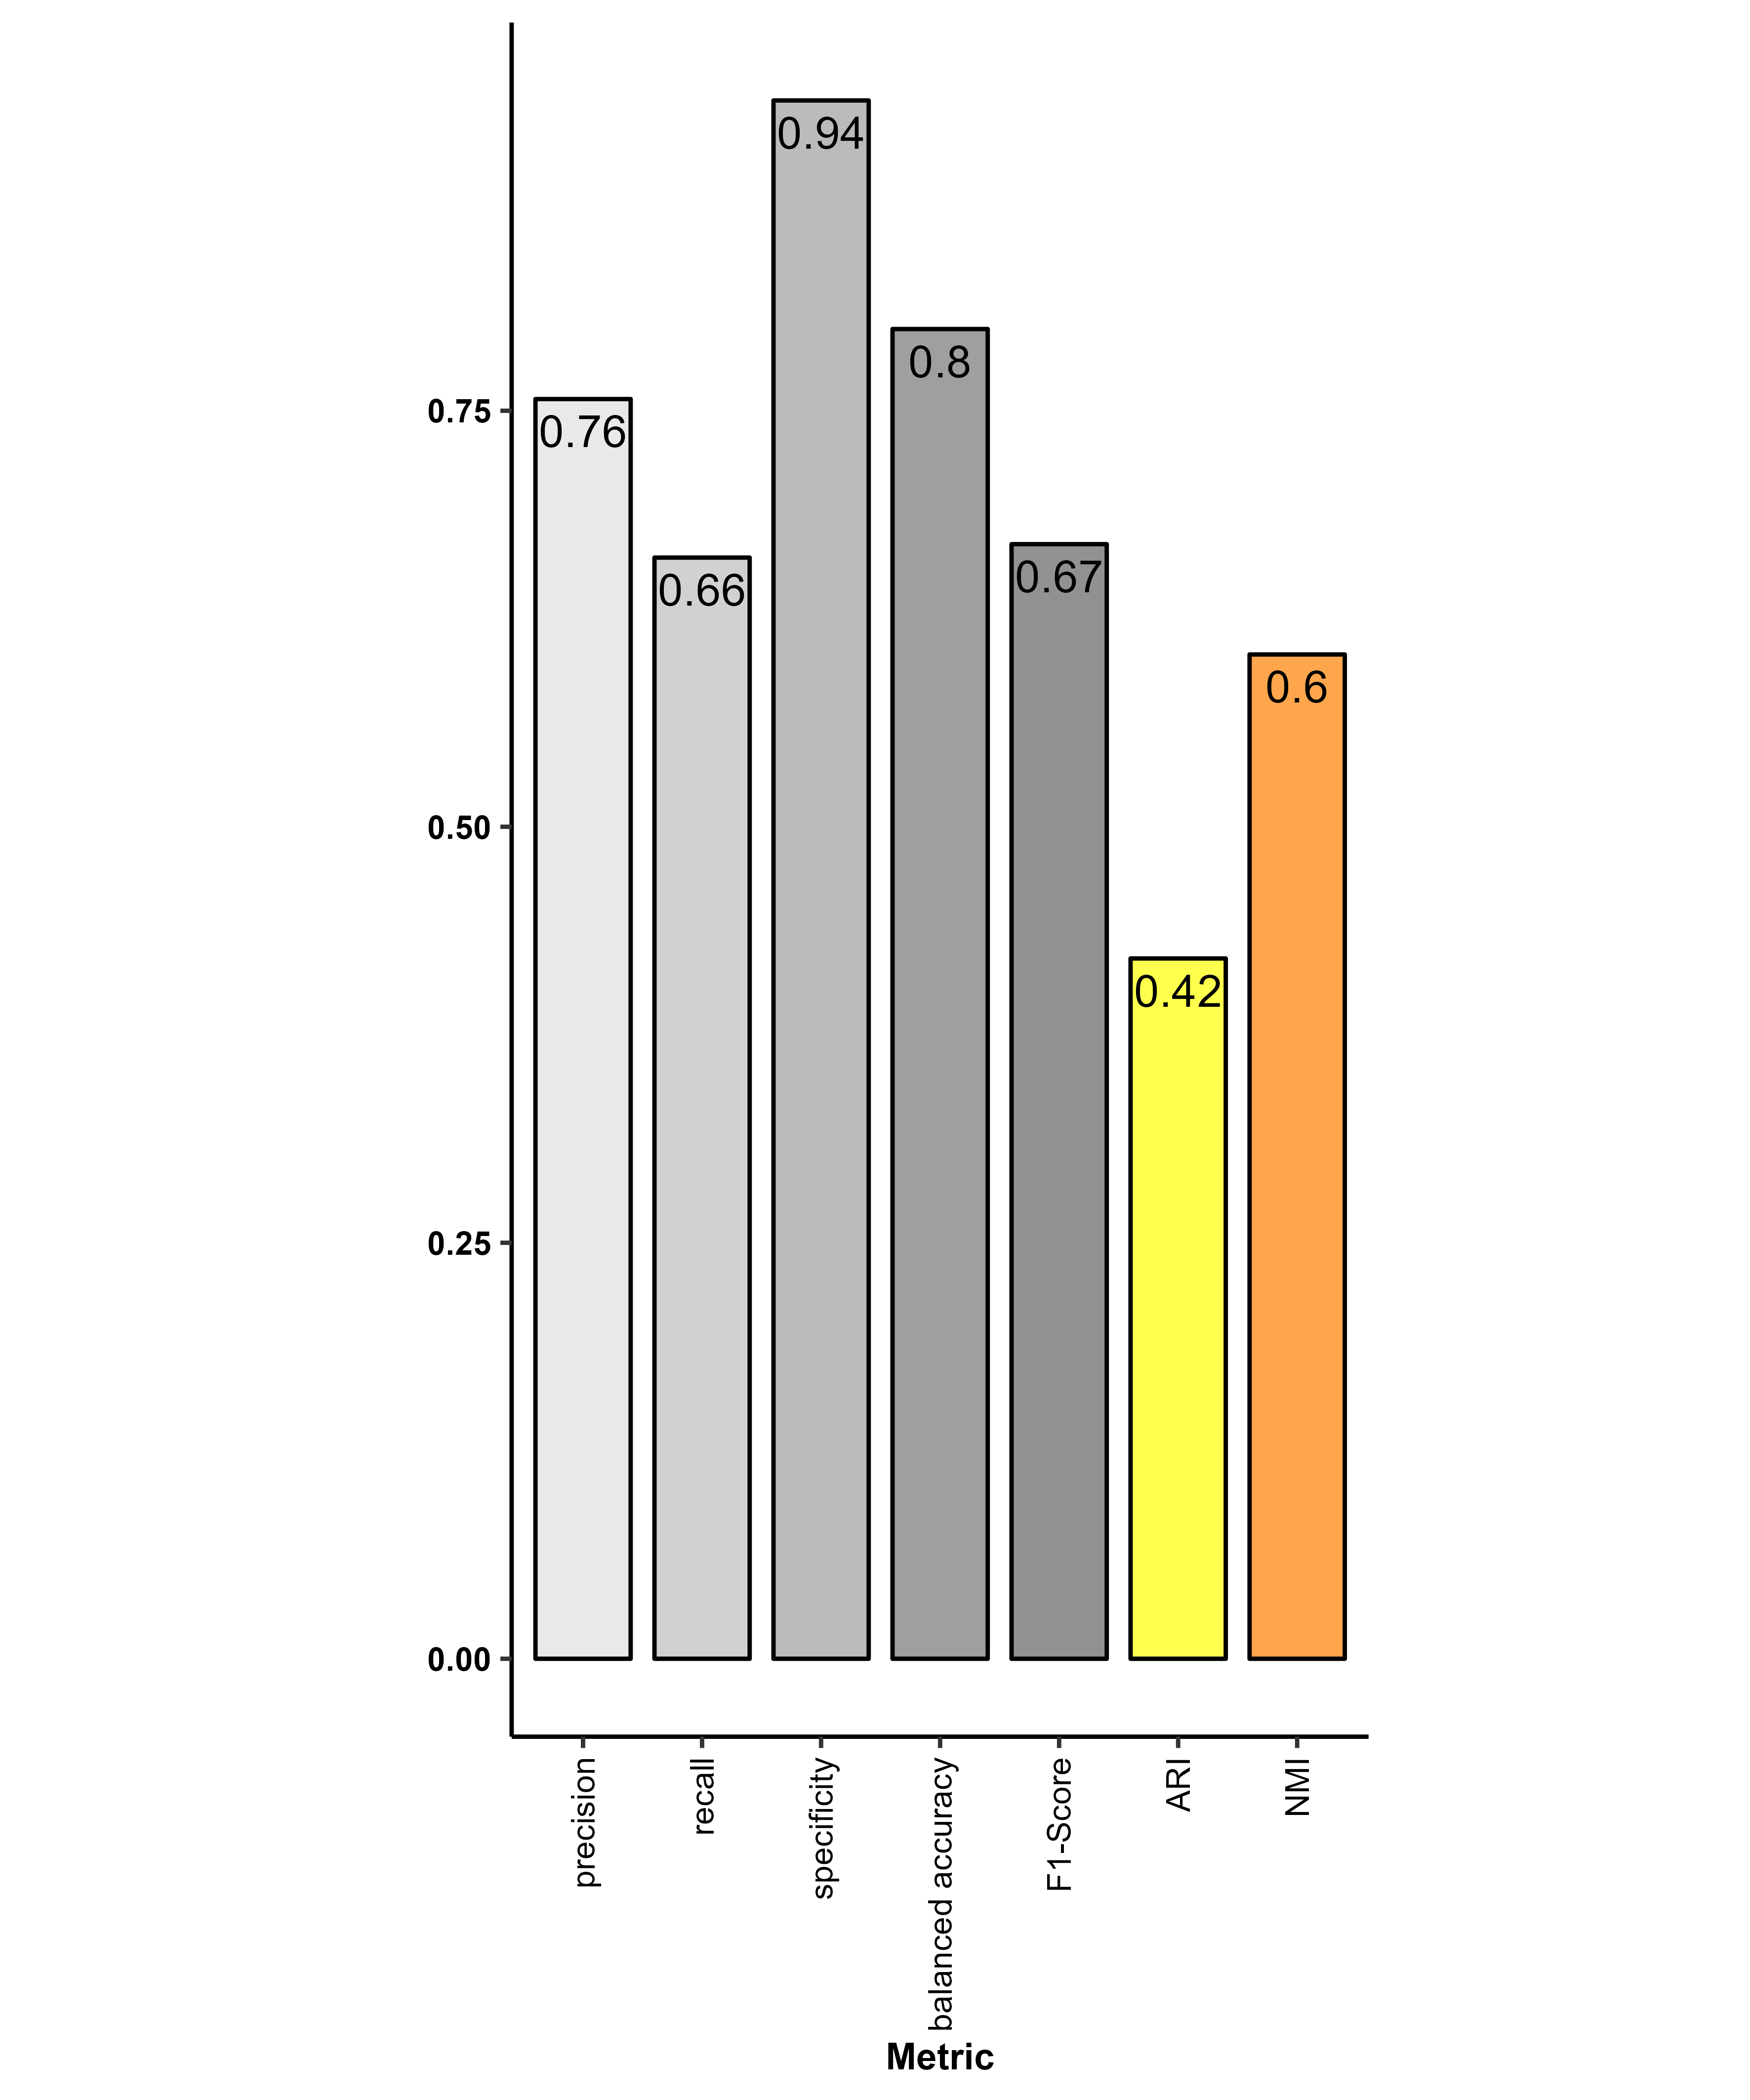 0.94
0.8
0.75
0.76
0.66
0.67
0.6
0.50
0.42
0.25
0.00
precision
recall
specificity
balanced accuracy
F1-Score
ARI
NMI
Metric